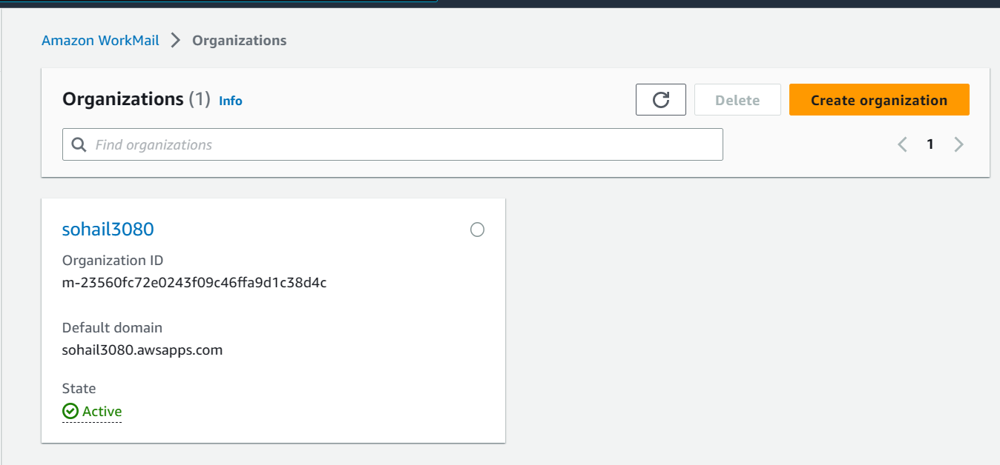 Amazon WorkMail > Organizations
Organizations (1) Info
Delete
Create organization
Find organizations
1
sohail3080
Organization ID
m-23560fc72e0243f09c46ffa9d1c38d4c
Default domain
sohail3080.awsapps.com
State
Active